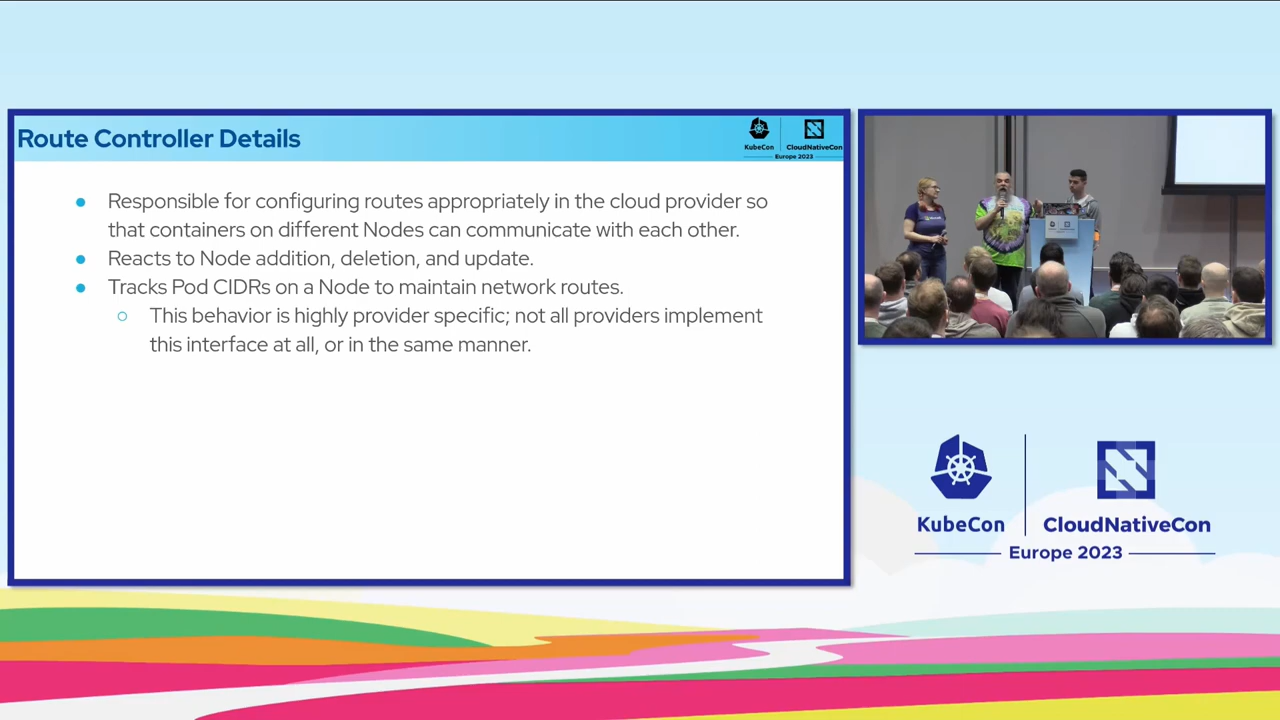 Route Controller Details
KubeCon
CloudNativeCon
Europe 2023
Responsible for configuring routes appropriately in the cloud provider so
that containers on different Nodes can communicate with each other.
Reacts to Node addition, deletion, and update.
Tracks Pod CIDRs on a Node to maintain network routes.
This behavior is highly provider specific; not all providers implement
this interface at all, or in the same manner.
KubeCon
CloudNativeCon
Europe 2023